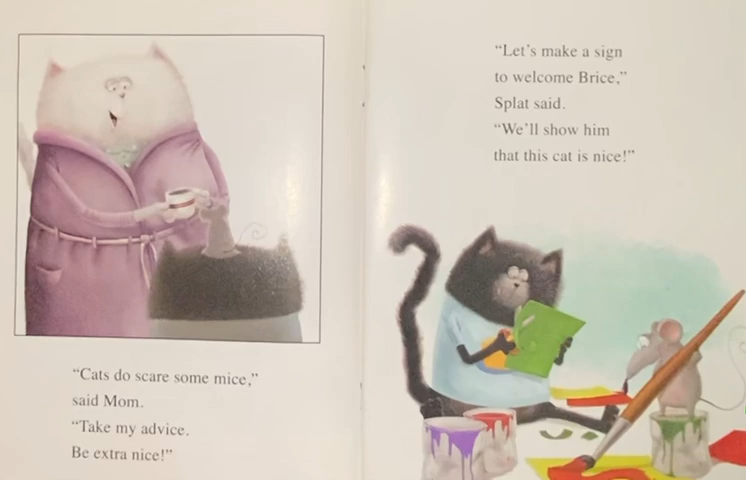 “Cats do scare some mice,”
said Mom.
“Take my advice.
Be extra nice!”
“Let’s make a sign
to welcome Brice,”
Splat said.
“We’ll show him
that this cat is nice!”